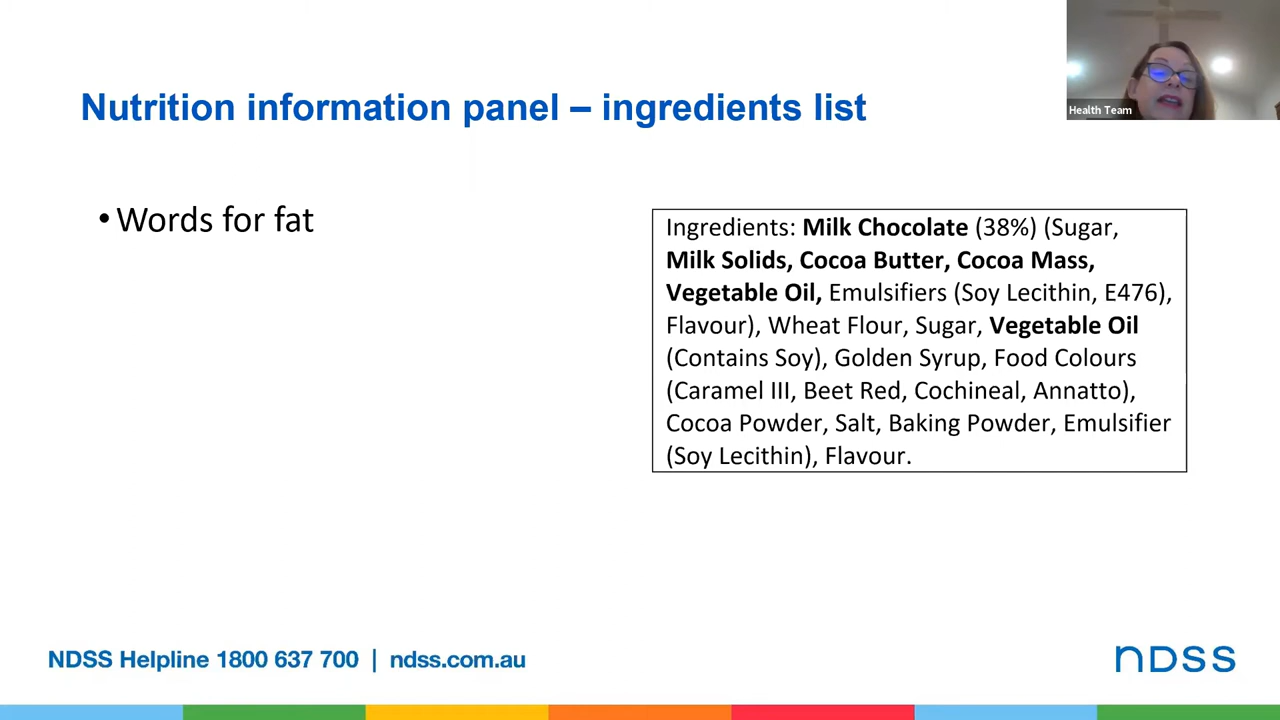 Health Team
Nutrition information panel – ingredients list
• Words for fat
Ingredients: Milk Chocolate (38%) (Sugar,
Milk Solids, Cocoa Butter, Cocoa Mass,
Vegetable Oil, Emulsifiers (Soy Lecithin, E476),
Flavour), Wheat Flour, Sugar, Vegetable Oil
(Contains Soy), Golden Syrup, Food Colours
(Caramel III, Beet Red, Cochineal, Annatto),
Cocoa Powder, Salt, Baking Powder, Emulsifier
(Soy Lecithin), Flavour.
NDSS Helpline 1800 637 700 | ndss.com.au
ndss